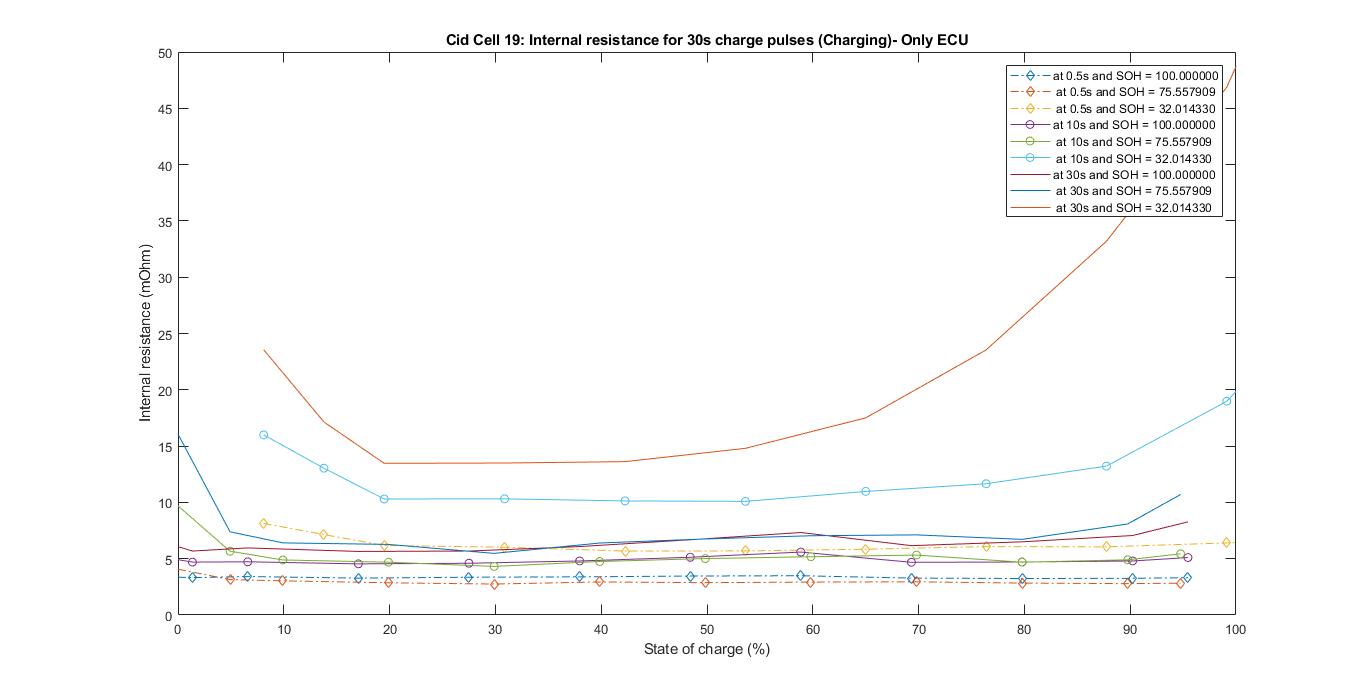 Cid Cell 19: Internal resistance for 30s charge pulses (Charging)- Only ECU
50
45
40
35
30
25
20
15
10
5
0
Internal resistance (mOhm)
at 0.5s and SOH = 100.000000
at 0.5s and SOH = 75.557909
at 0.5s and SOH = 32.014330
at 10s and SOH = 100.000000
at 10s and SOH = 75.557909
at 10s and SOH = 32.014330
at 30s and SOH = 100.000000
at 30s and SOH = 75.557909
at 30s and SOH = 32.014330
0 10 20 30 40 50 60 70 80 90 100
State of charge (%)